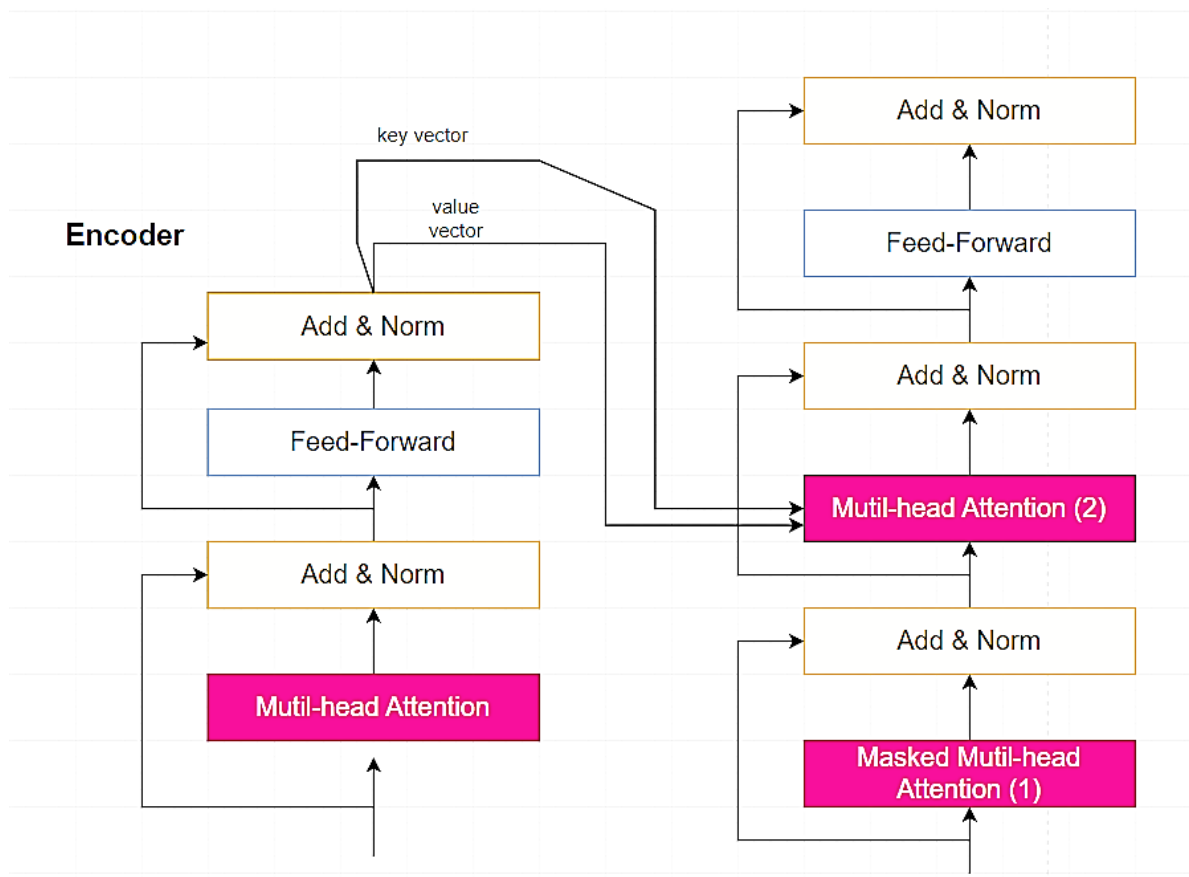 key vector
value
vector
Encoder
Add & Norm
Feed-Forward
Add & Norm
Mutil-head Attention
Add & Norm
Feed-Forward
Add & Norm
Mutil-head Attention (2)
Add & Norm
Masked Mutil-head
Attention (1)